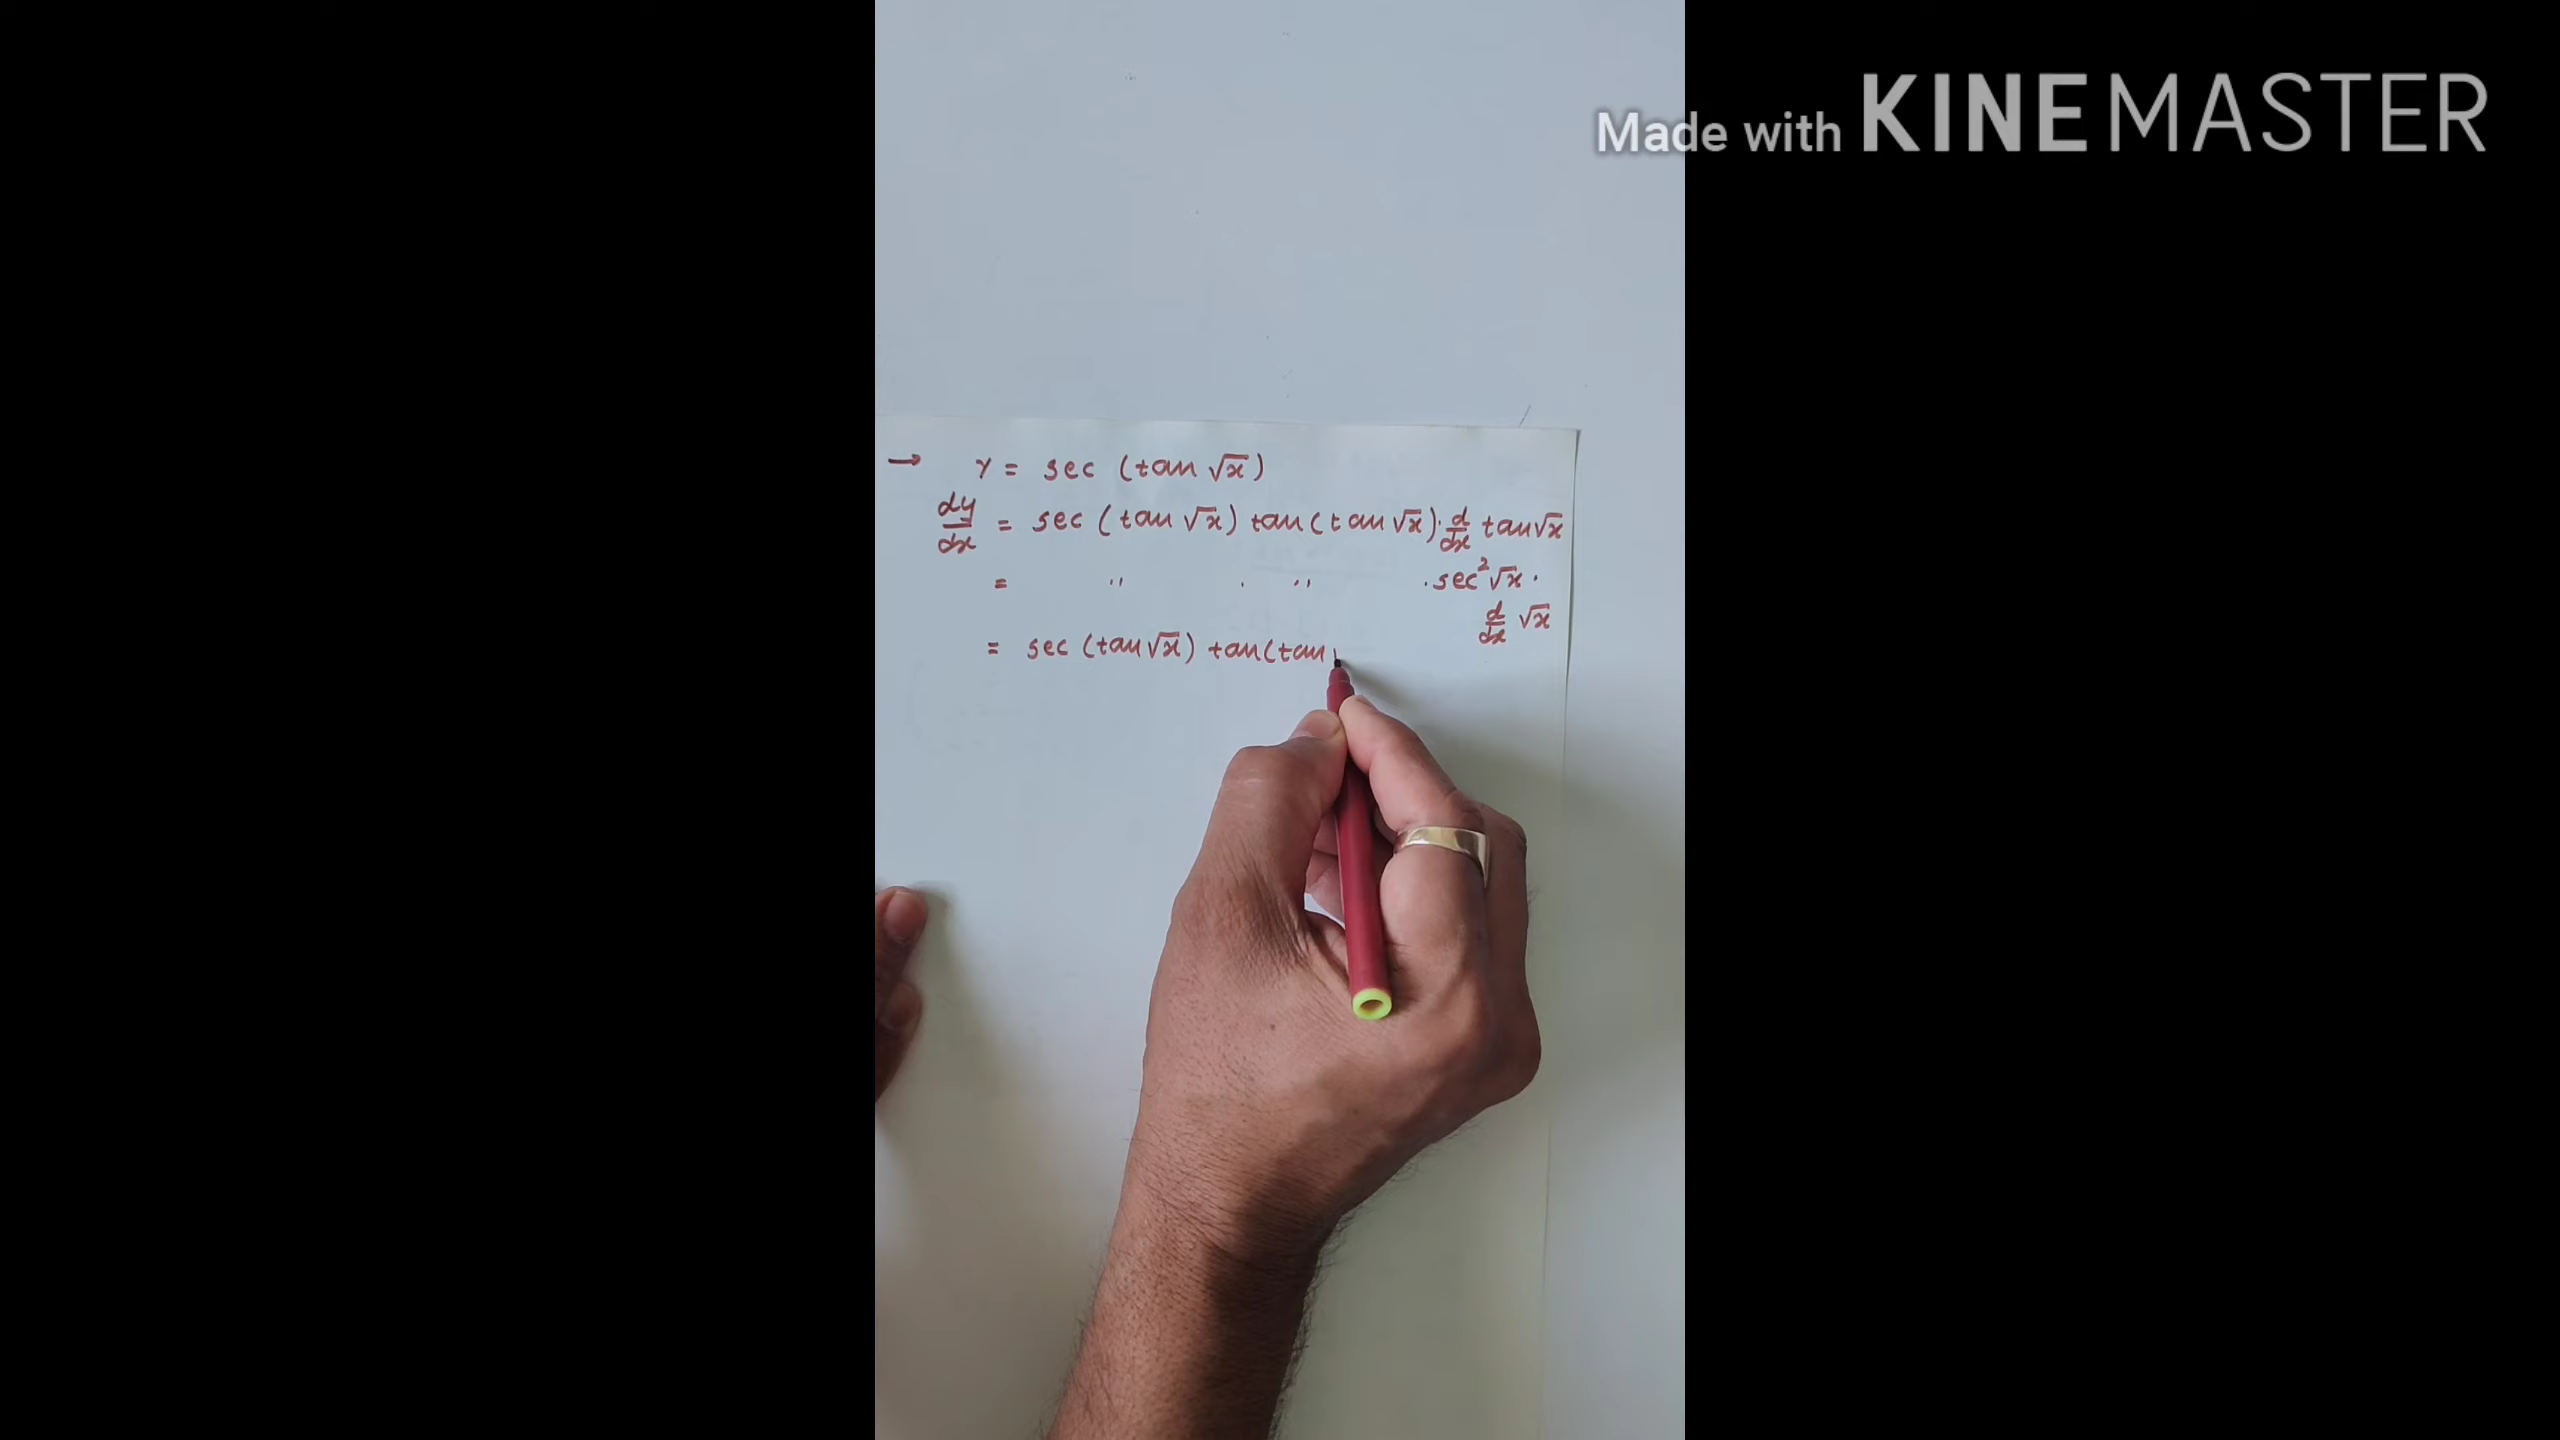 Made with KINEMASTER
→ y = sec (tan √x)
dy/dx = sec (tan √x) tan (tan √x) · d/dx tan √x
= " · " · sec² √x ·
d/dx √x
= sec (tan √x) tan (tan